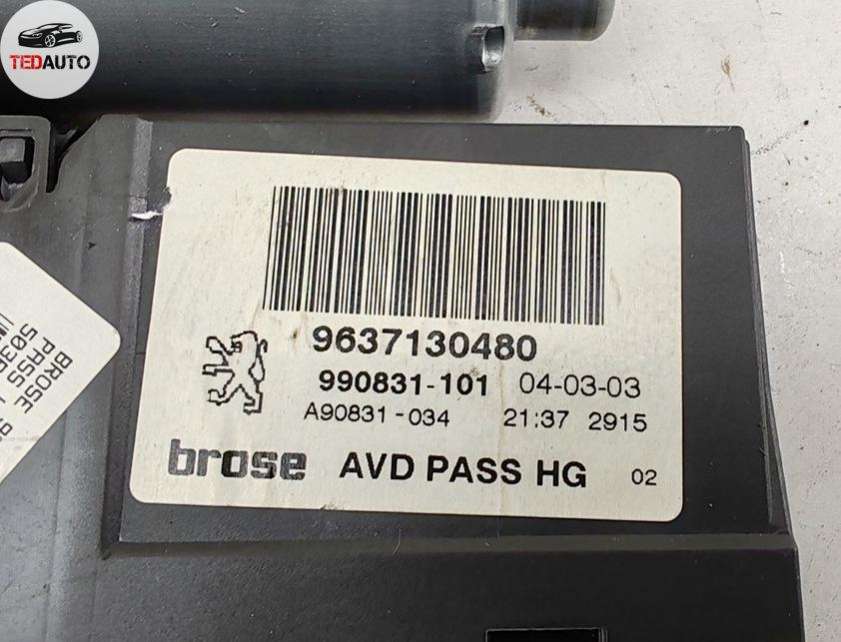 TEDAUTO
9637130480
990831-101 04-03-03
A90831-034 21:37 2915
brose AVD PASS HG 02
BROSE
PASS